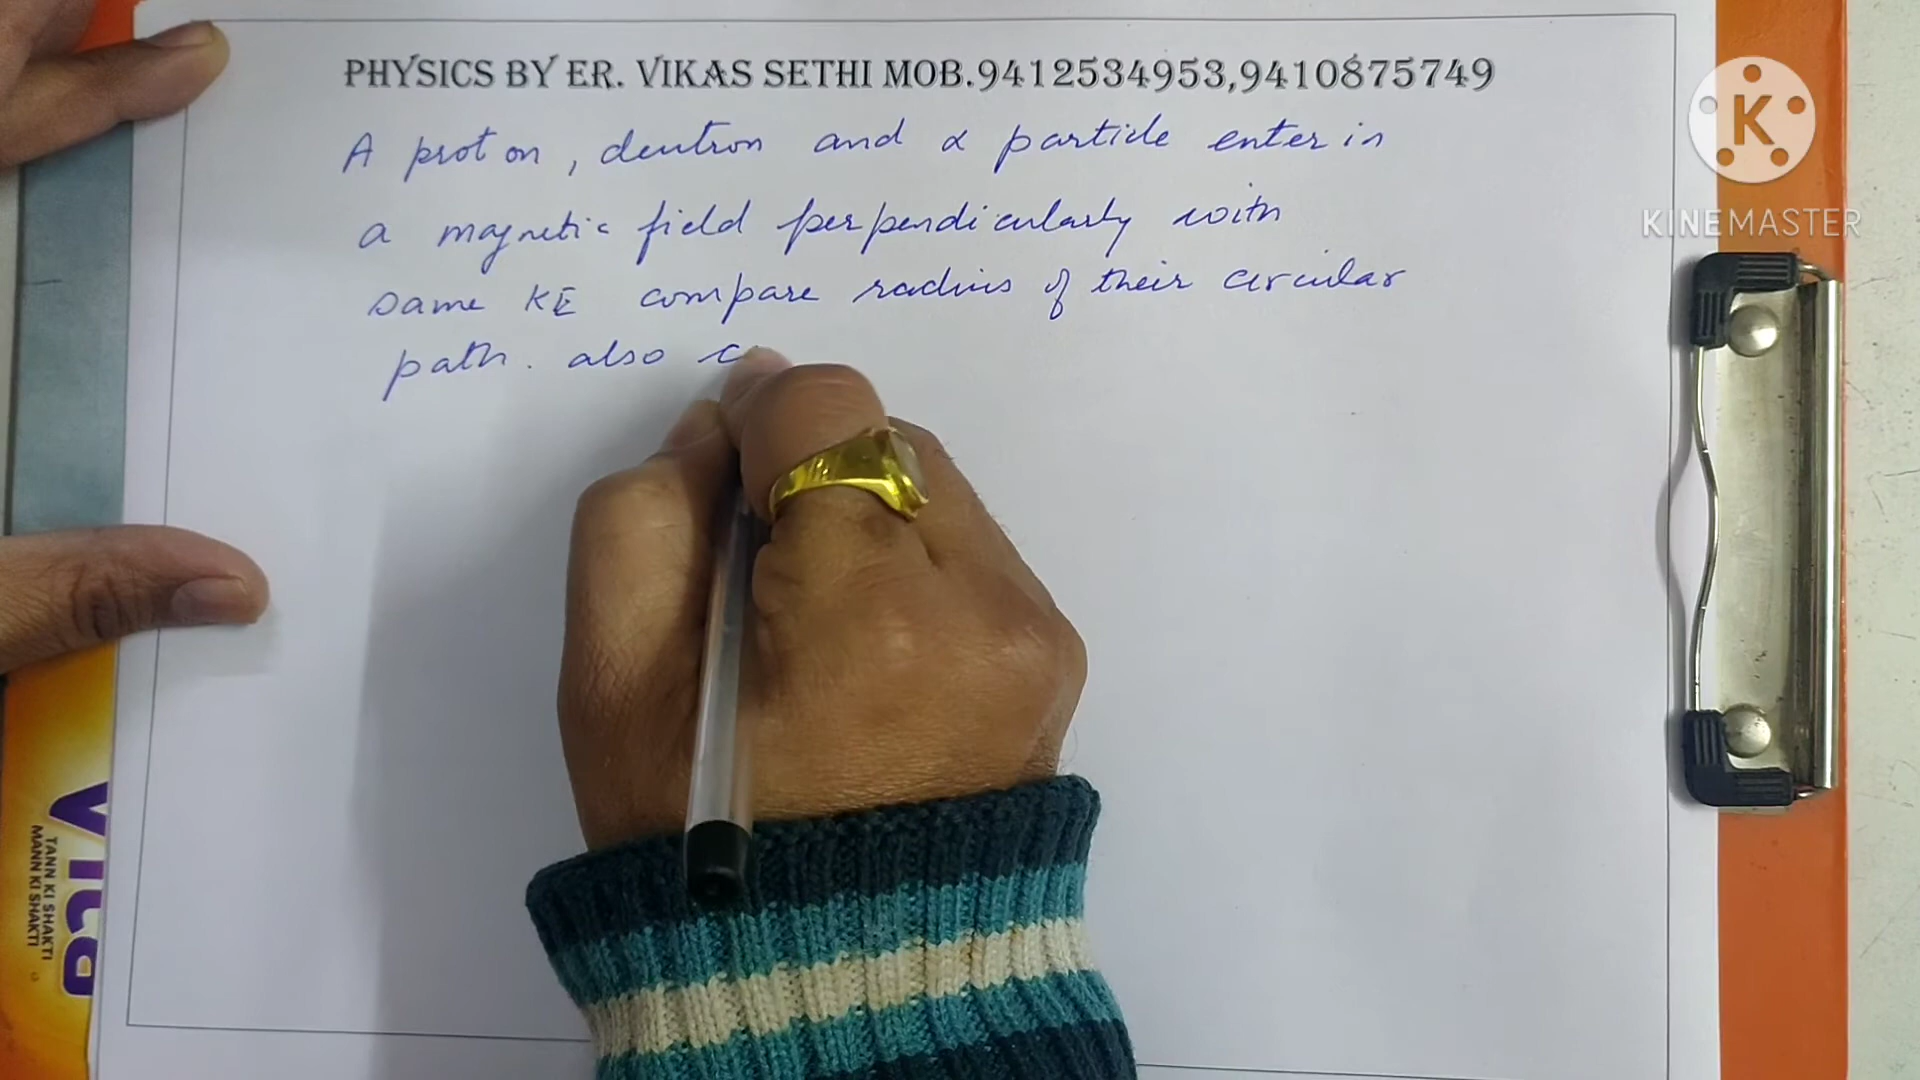 PHYSICS BY ER. VIKAS SETHI MOB.9412534953,9410875749
A proton, deutron and α particle enter in
a magnetic field perpendicularly with
same KE compare radius of their circular
path. also c
K
KINEMASTER
Vita
TANN KI SHAKTI
MANN KI SHAKTI